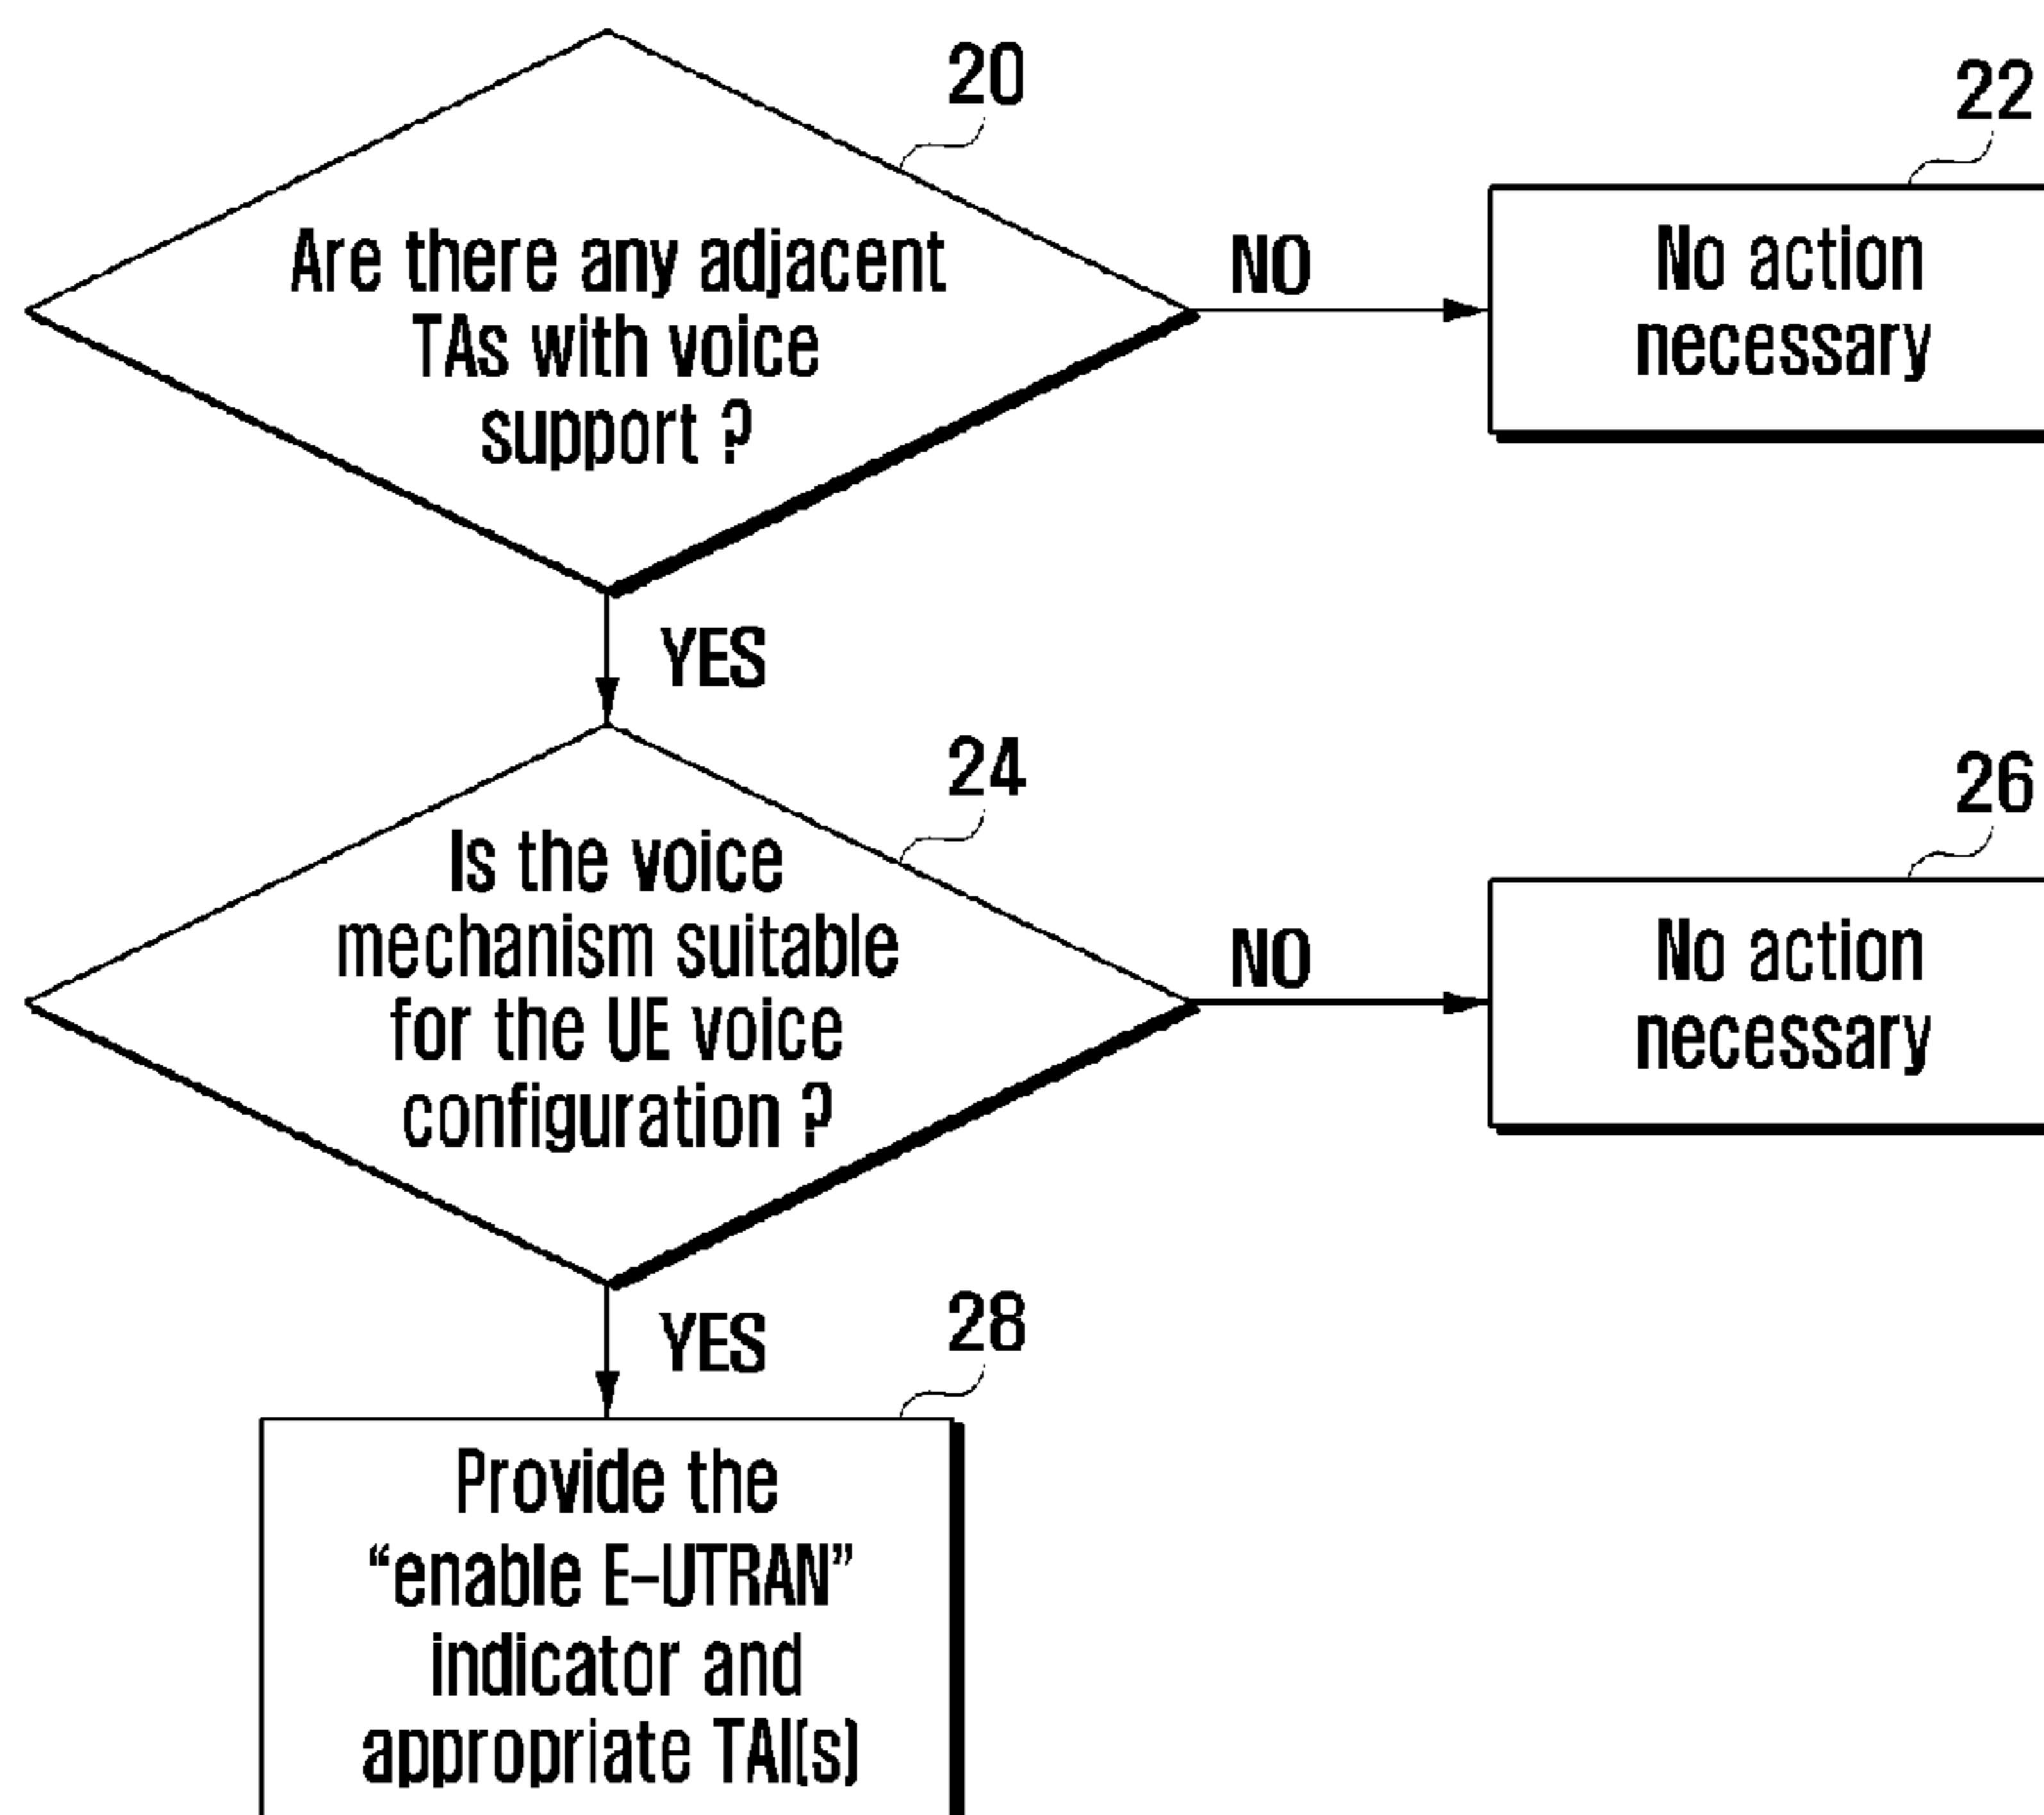 20
22
Are there any adjacent
TAs with voice
support ?
NO
No action
necessary
YES
24
26
Is the voice
mechanism suitable
for the UE voice
configuration ?
NO
No action
necessary
YES
28
Provide the
“enable E–UTRAN”
indicator and
appropriate TAI(s)